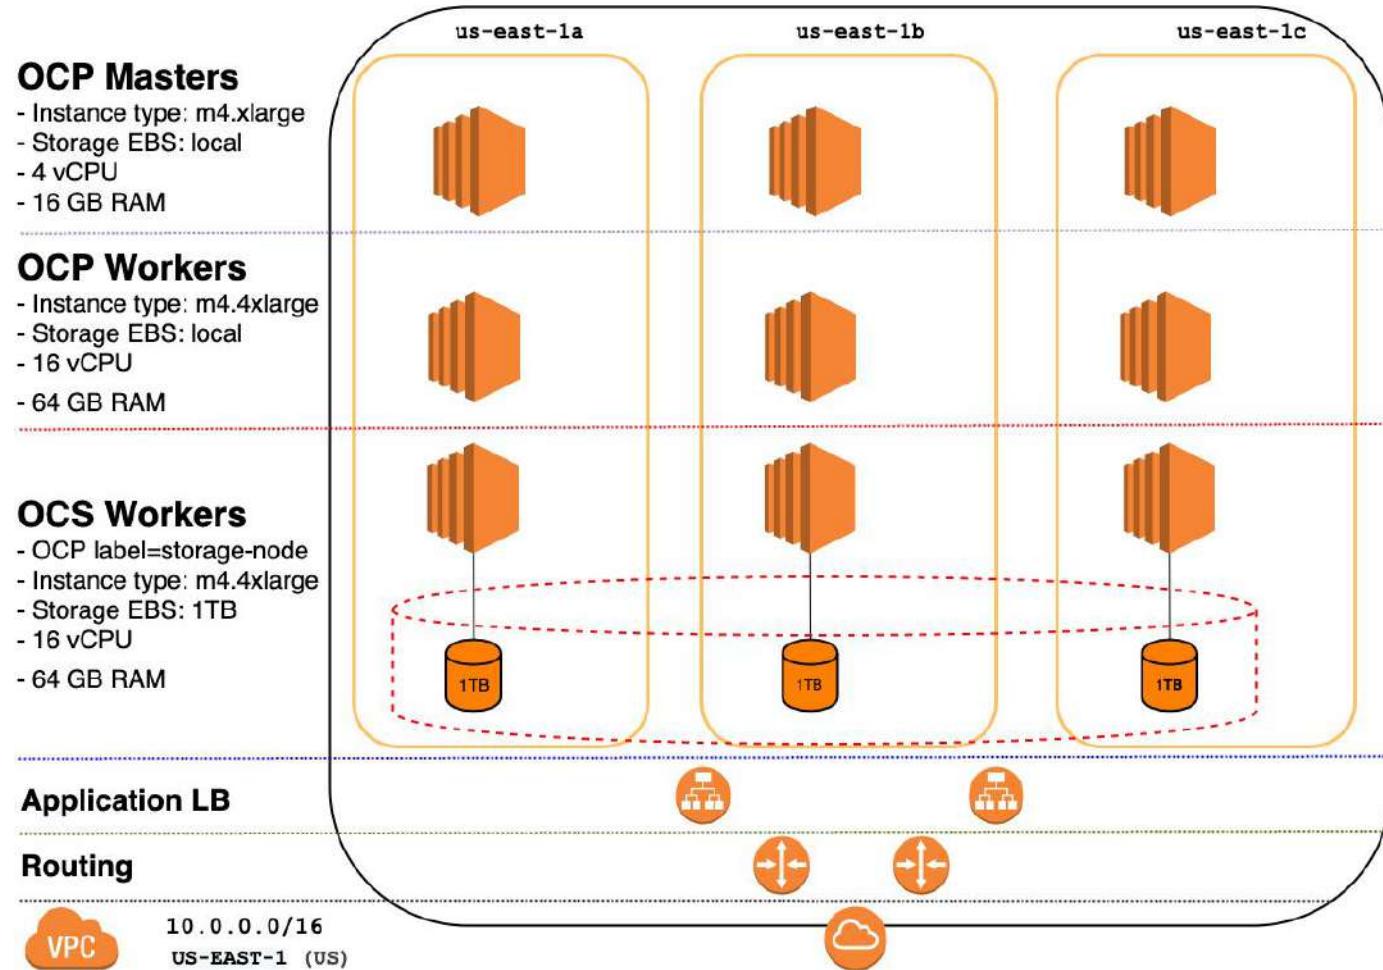 us-east-1a
us-east-1b
us-east-1c
OCP Masters
- Instance type: m4.xlarge
- Storage EBS: local
- 4 vCPU
- 16 GB RAM
OCP Workers
- Instance type: m4.4xlarge
- Storage EBS: local
- 16 vCPU
- 64 GB RAM
OCS Workers
- OCP label=storage-node
- Instance type: m4.4xlarge
- Storage EBS: 1TB
- 16 vCPU
- 64 GB RAM
1TB
1TB
1TB
Application LB
Routing
VPC
10.0.0.0/16
US-EAST-1 (US)